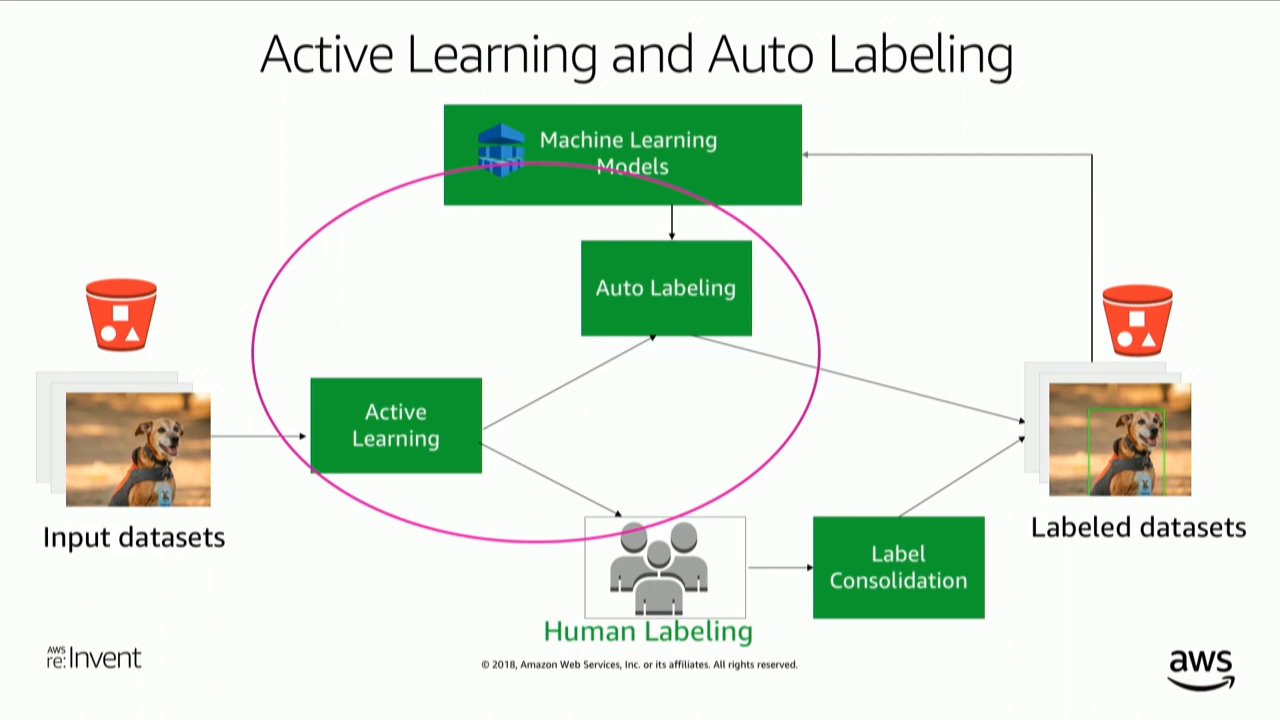 Active Learning and Auto Labeling
Machine Learning
Models
Auto Labeling
Active
Learning
Input datasets
Labeled datasets
Label
Consolidation
Human Labeling
AWS
re:Invent
© 2018, Amazon Web Services, Inc. or its affiliates. All rights reserved.
aws